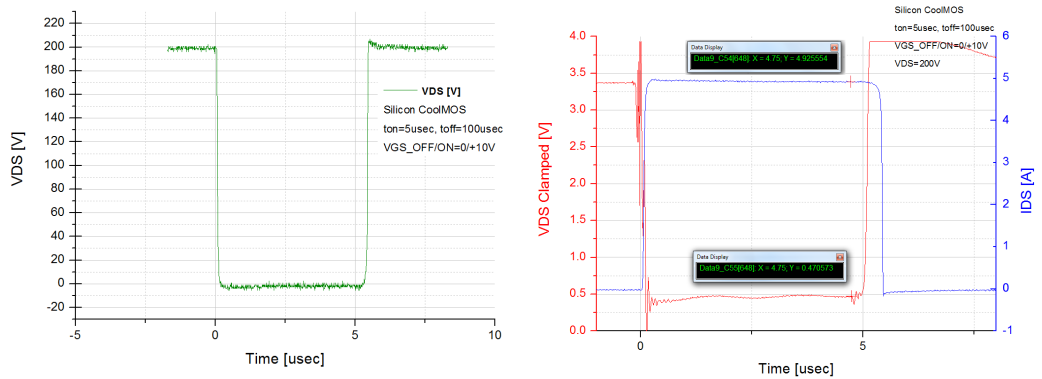 220
200
180
160
140
120
100
80
60
40
20
0
-20
VDS [V]
VDS [V]
Silicon CoolMOS
ton=5usec, toff=100usec
VGS_OFF/ON=0/+10V
-5
0
5
10
Time [usec]
Silicon CoolMOS
ton=5usec, toff=100usec
VGS_OFF/ON=0/+10V
VDS=200V
4.0
3.5
3.0
2.5
2.0
1.5
1.0
0.5
0.0
VDS Clamped [V]
Data Display
Data9_C54[648]: X = 4.75, Y = 4.925554
Data Display
Data9_C55[648]: X = 4.75, Y = 0.470573
6
5
4
3
2
1
0
-1
IDS [A]
0
5
Time [usec]